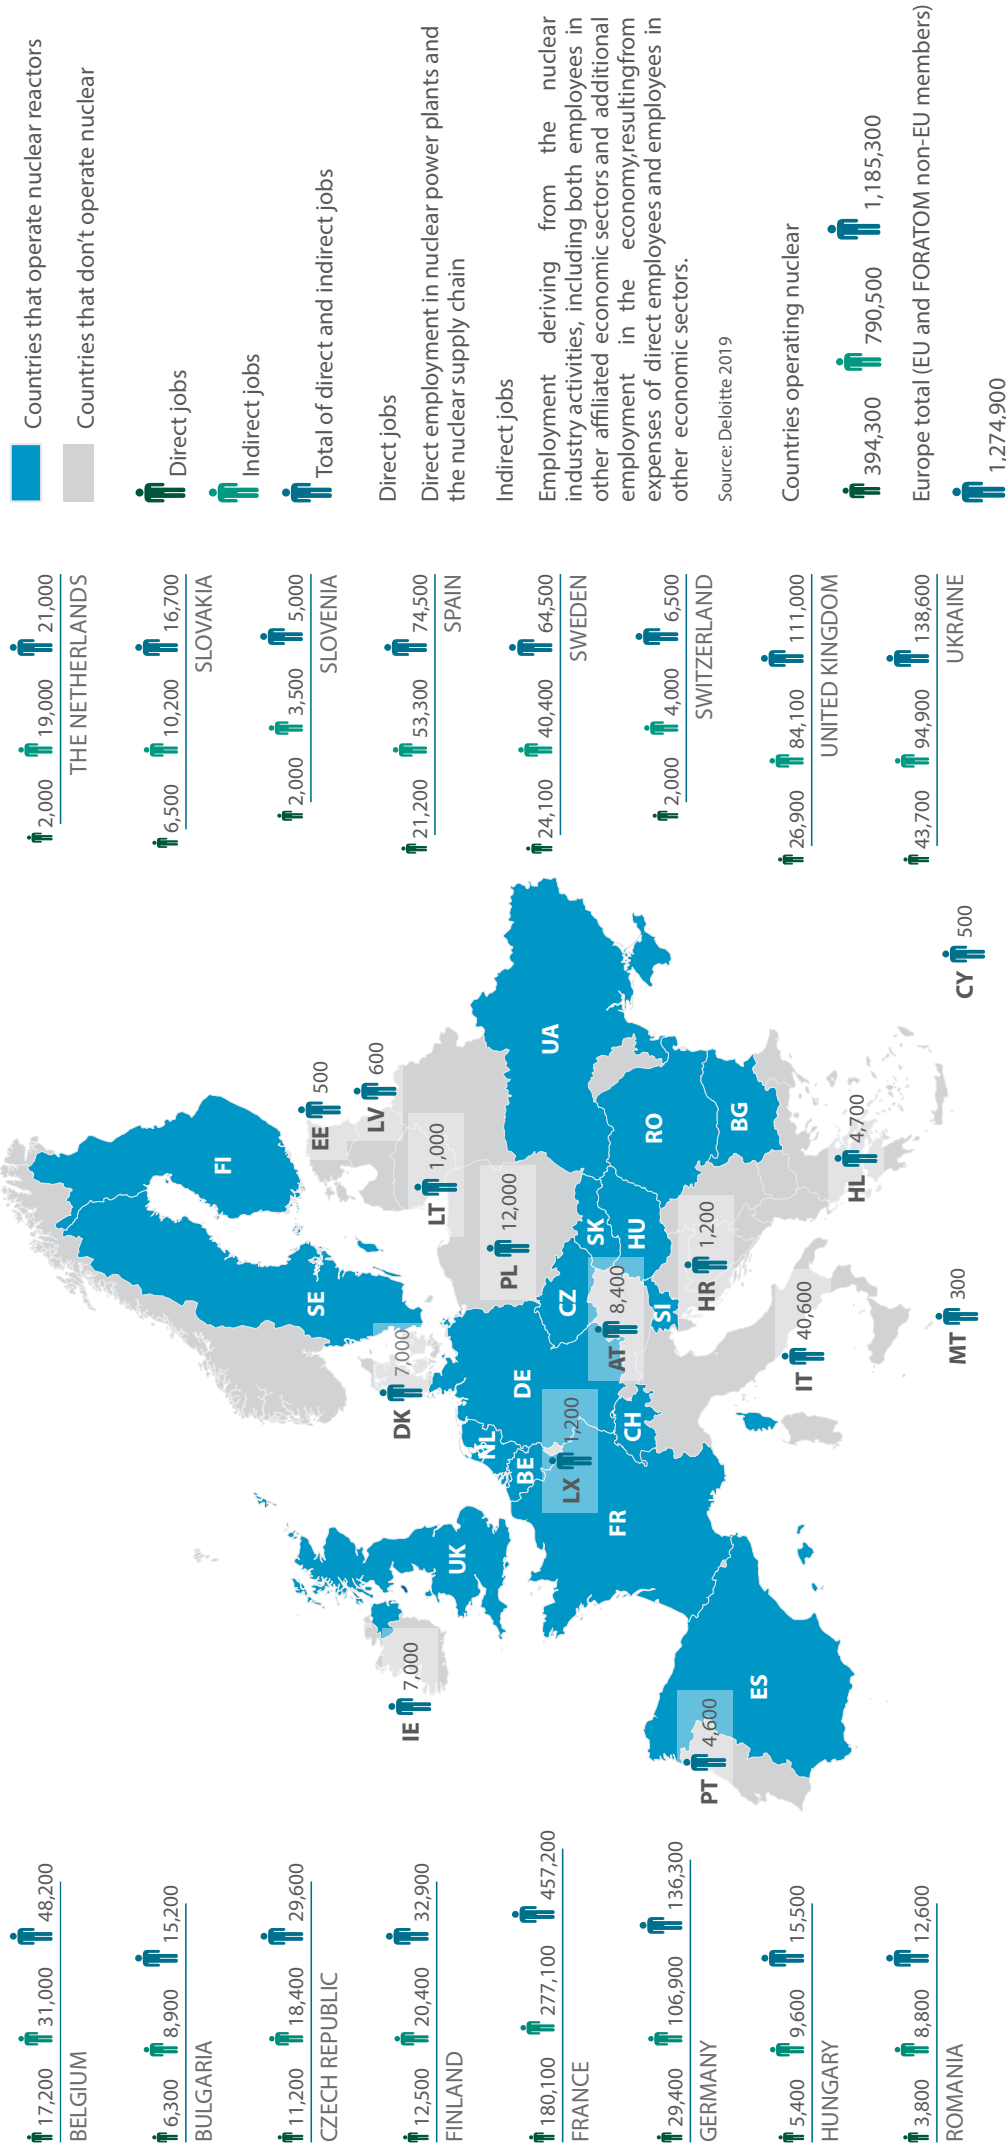 17,200 31,000 48,200
BELGIUM
6,300 8,900 15,200
BULGARIA
11,200 18,400 29,600
CZECH REPUBLIC
12,500 20,400 32,900
FINLAND
180,100 277,100 457,200
FRANCE
29,400 106,900 136,300
GERMANY
5,400 9,600 15,500
HUNGARY
3,800 8,800 12,600
ROMANIA
FI
SE
EE 500
LV 600
LT 1,000
DK 7,000
IE 7,000
UK
PL 12,000
UA
NL
BE
DE
LX 1,200
CZ
SK
AT 8,400
HU
FR
CH
SI
RO
HR 1,200
BG
PT 4,600
ES
IT 40,600
HL 4,700
MT 300
CY 500
2,000 19,000 21,000
THE NETHERLANDS
6,500 10,200 16,700
SLOVAKIA
2,000 3,500 5,000
SLOVENIA
21,200 53,300 74,500
SPAIN
24,100 40,400 64,500
SWEDEN
2,000 4,000 6,500
SWITZERLAND
26,900 84,100 111,000
UNITED KINGDOM
43,700 94,900 138,600
UKRAINE
Countries that operate nuclear reactors
Countries that don't operate nuclear
Direct jobs
Indirect jobs
Total of direct and indirect jobs
Direct jobs
Direct employment in nuclear power plants and
the nuclear supply chain
Indirect jobs
Employment deriving from the nuclear
industry activities, including both employees in
other affiliated economic sectors and additional
employment in the economy,resultingfrom
expenses of direct employees and employees in
other economic sectors.
Source: Deloitte 2019
Countries operating nuclear
394,300 790,500 1,185,300
Europe total (EU and FORATOM non-EU members)
1,274,900